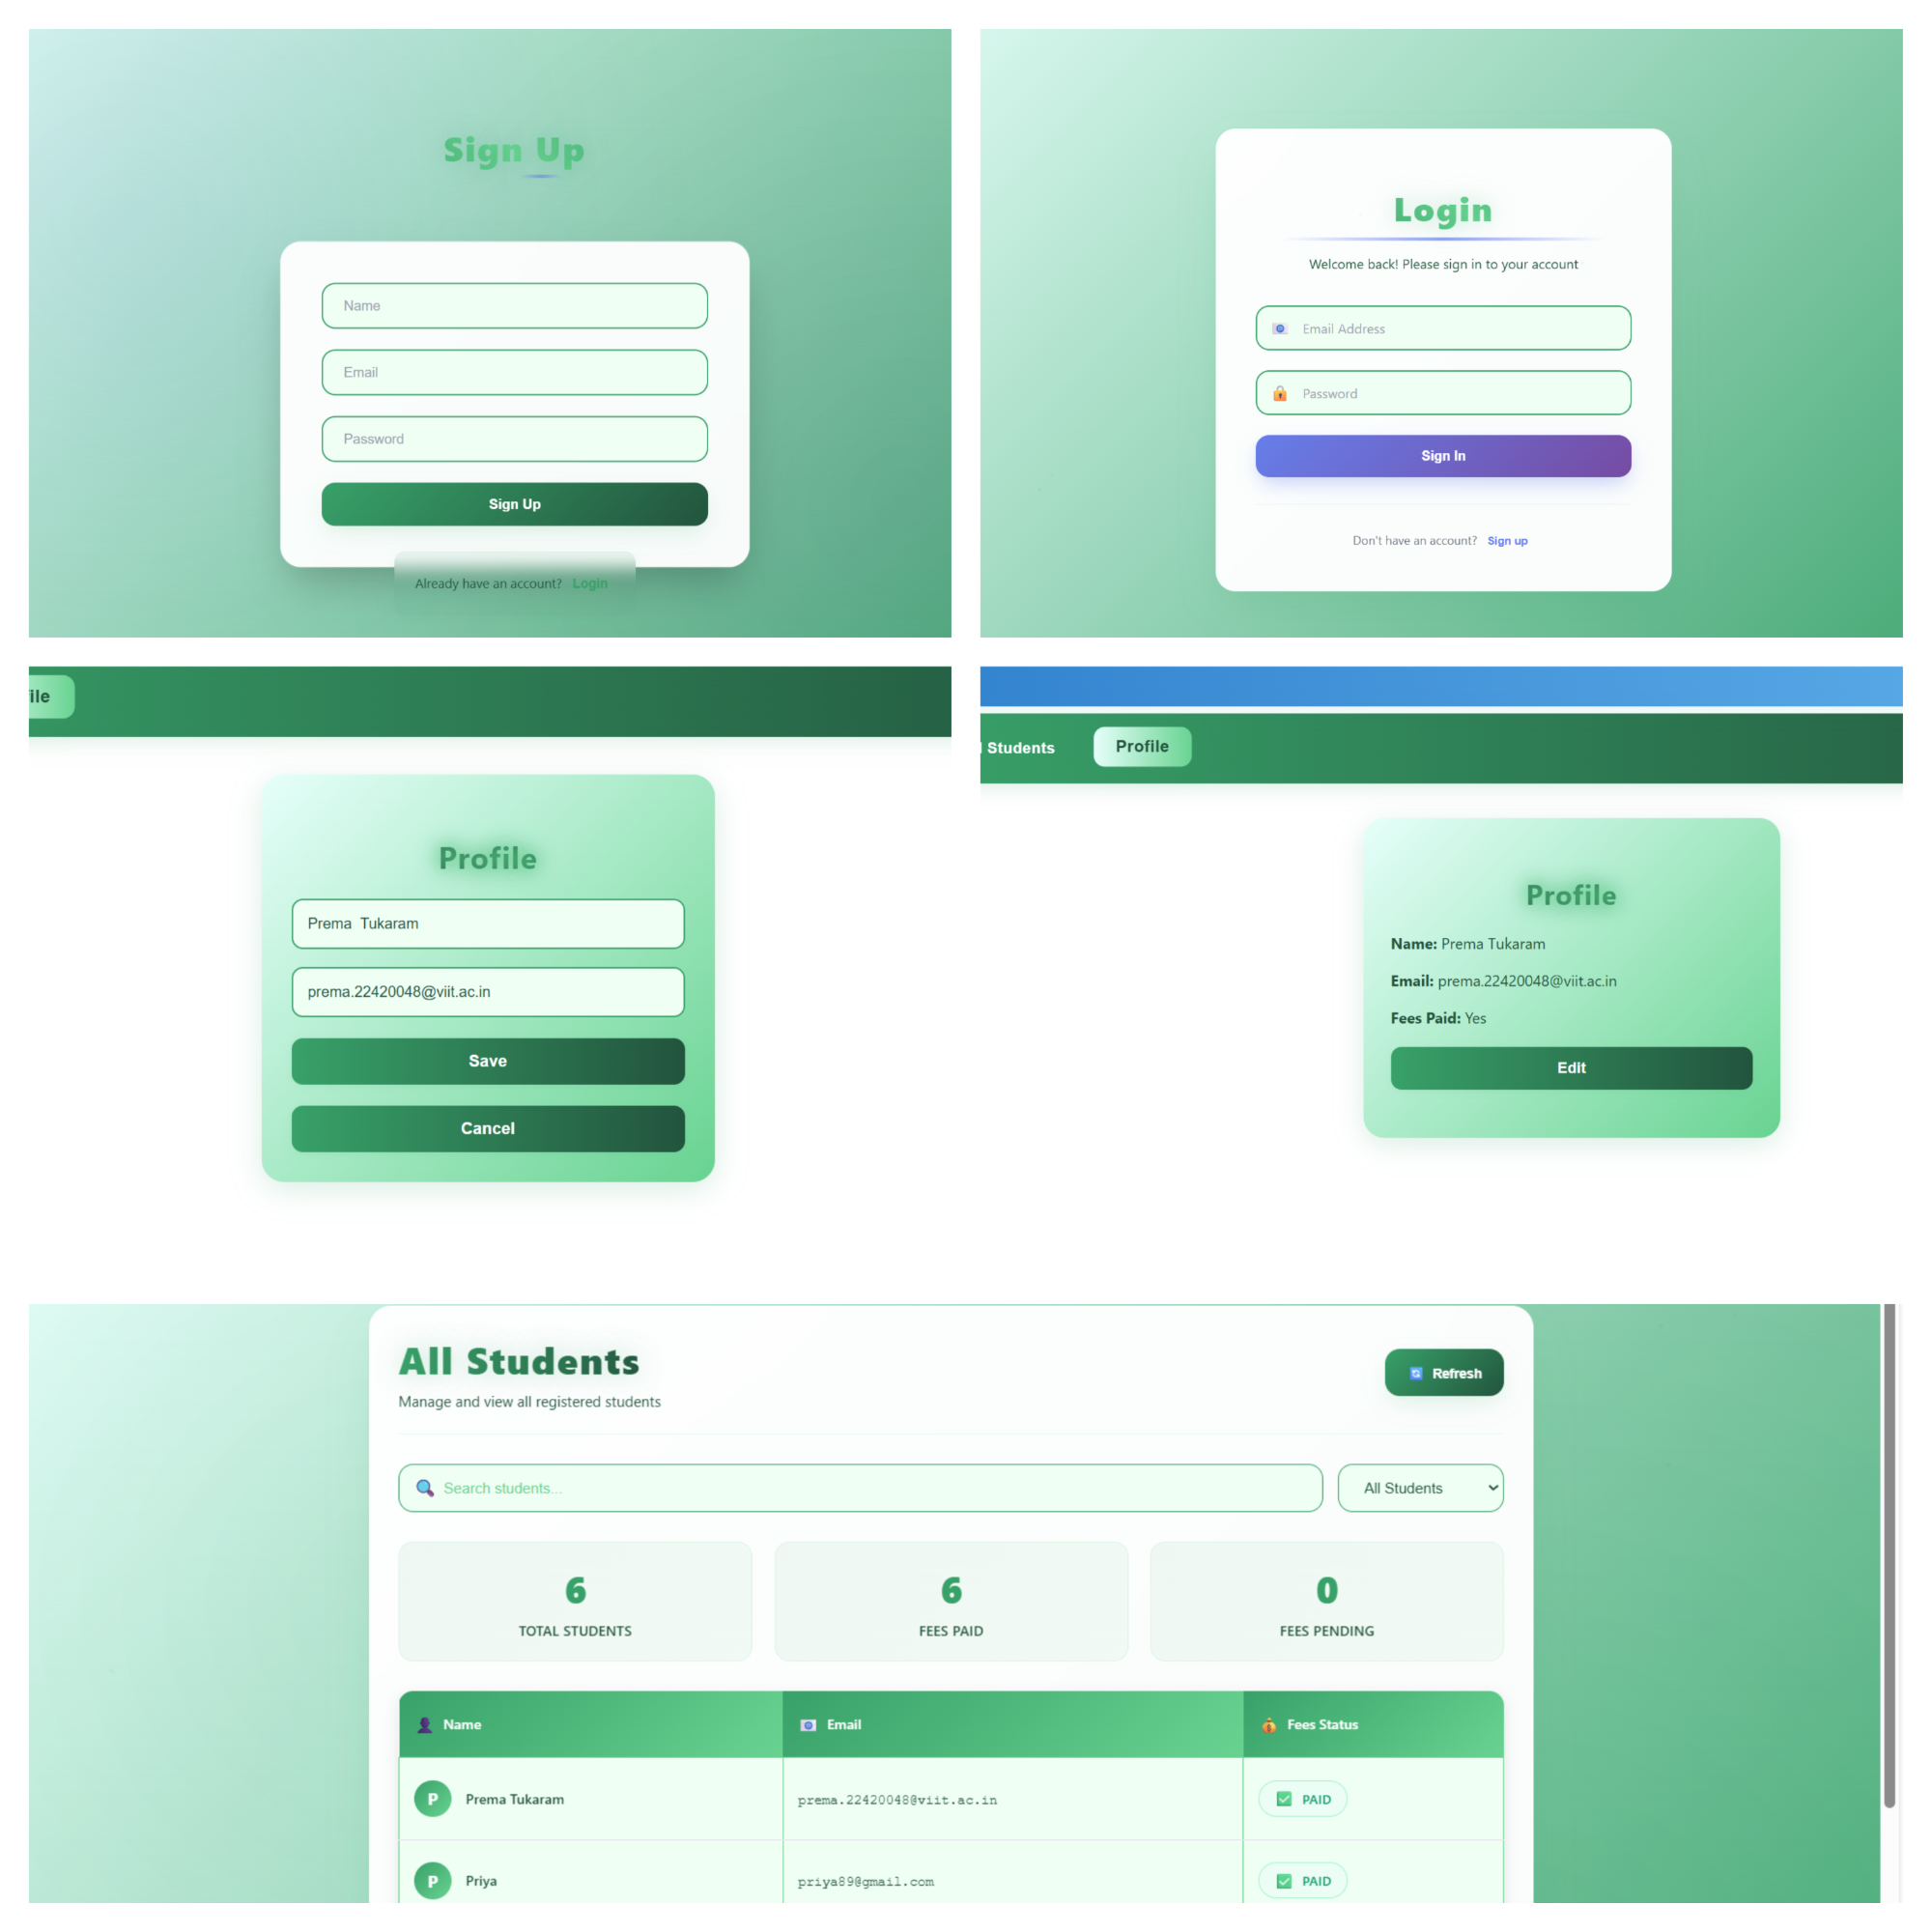 Sign Up
Name
Email
Password
Sign Up
Already have an account? Login
Login
Welcome back! Please sign in to your account
Email Address
Password
Sign In
Don't have an account? Sign up
Profile
Prema  Tukaram
prema.22420048@viit.ac.in
Save
Cancel
Students Profile
Profile
Name: Prema Tukaram
Email: prema.22420048@viit.ac.in
Fees Paid: Yes
Edit
All Students
Manage and view all registered students
Refresh
Search students...
All Students
6 6 0
TOTAL STUDENTS FEES PAID FEES PENDING
Name Email Fees Status
P Prema Tukaram prema.22420048@viit.ac.in PAID
P Priya priya89@gmail.com PAID